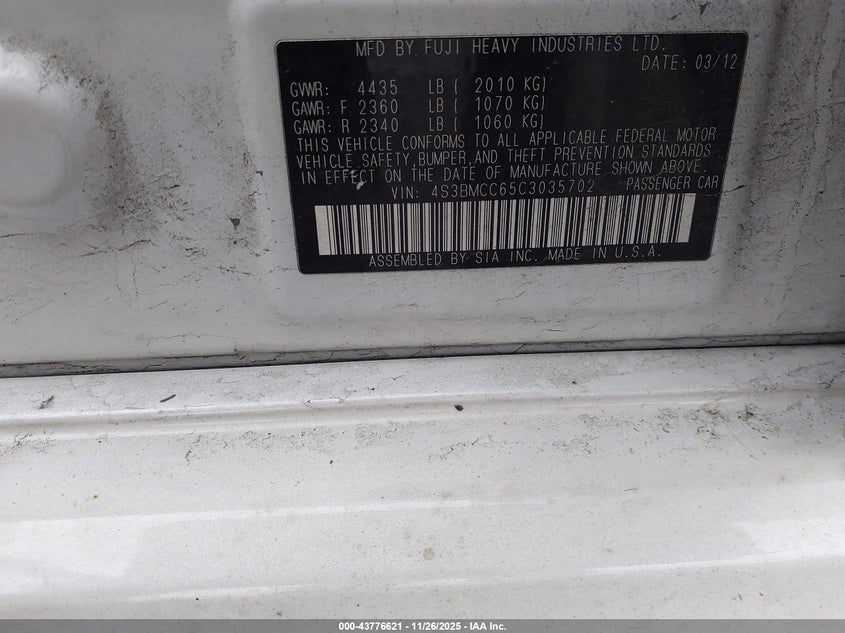 MFD BY FUJI HEAVY INDUSTRIES LTD.
DATE: 03/12
GVWR: 4435 LB ( 2010 KG)
GAWR: F 2360 LB ( 1070 KG)
GAWR: R 2340 LB ( 1060 KG)
THIS VEHICLE CONFORMS TO ALL APPLICABLE FEDERAL MOTOR
VEHICLE SAFETY,BUMPER,AND THEFT PREVENTION STANDARDS
IN EFFECT ON THE DATE OF MANUFACTURE SHOWN ABOVE.
VIN: 4S3BMCC65C3035702 PASSENGER CAR
ASSEMBLED BY SIA INC. MADE IN U.S.A.
000-43776621 - 11/26/2025 - IAA Inc.